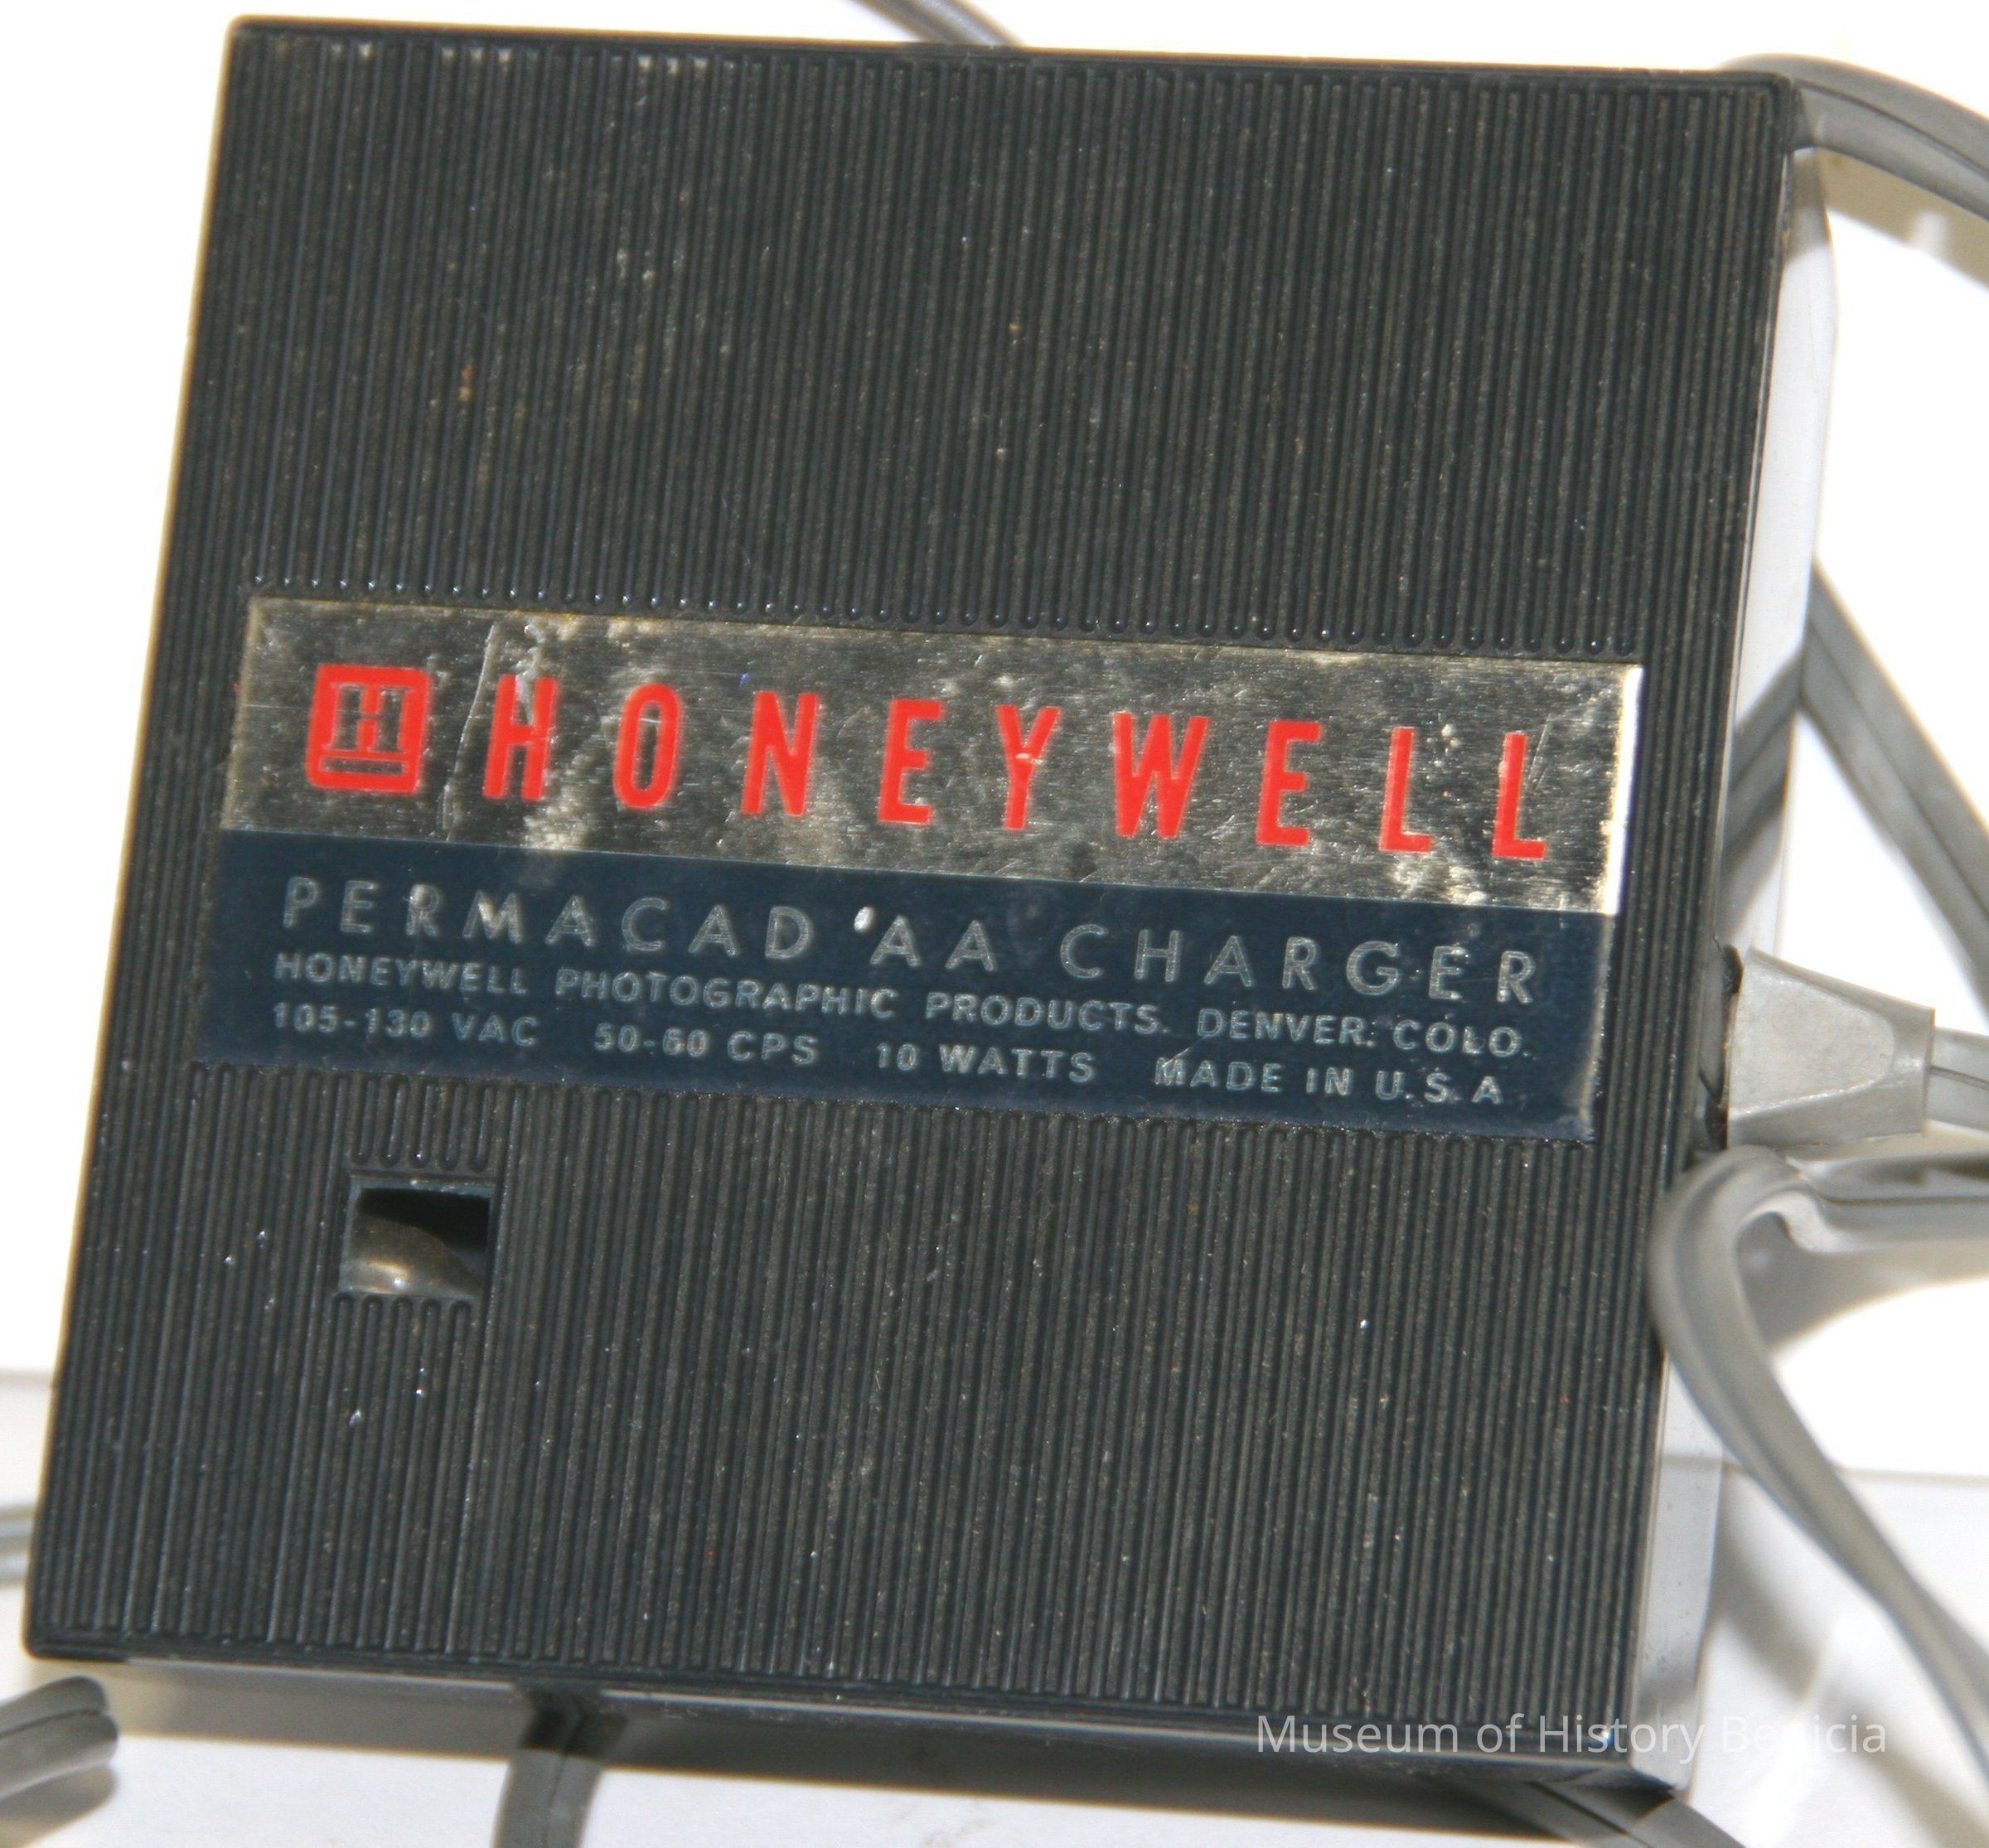 H HONEYWELL
PERMACAD 'AA CHARGER
HONEYWELL PHOTOGRAPHIC PRODUCTS. DENVER. COLO.
105-130 VAC 50-60 CPS 10 WATTS MADE IN U.S.A
Museum of History Benicia